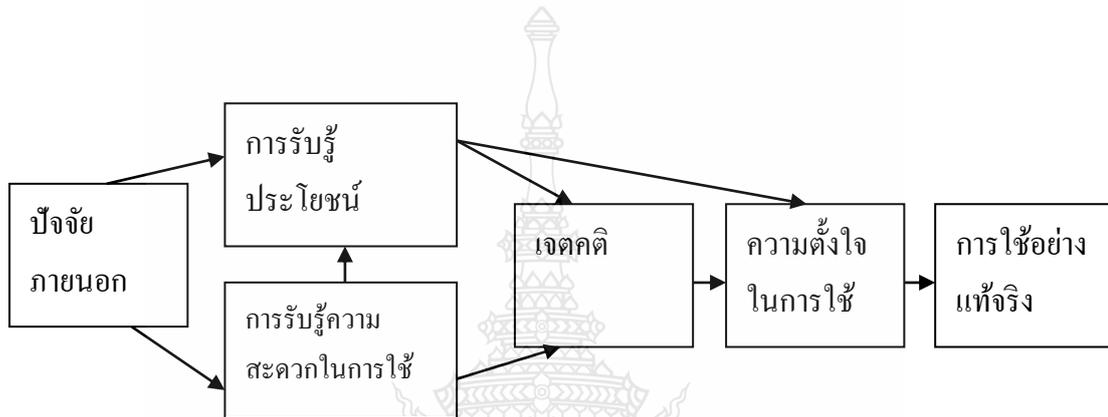 ปัจจัย
ภายนอก
การรับรู้
ประโยชน์
การรับรู้ความ
สะดวกในการใช้
เจตคติ
ความตั้งใจ
ในการใช้
การใช้อย่าง
แท้จริง